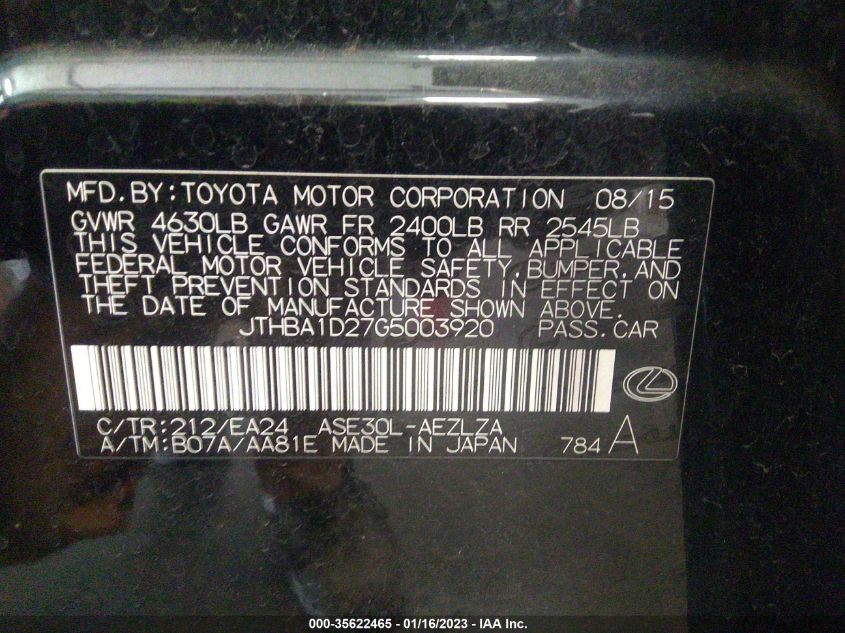 MFD.BY:TOYOTA MOTOR CORPORATION 08/15
GVWR 4630LB GAWR FR 2400LB RR 2545LB
THIS VEHICLE CONFORMS TO ALL APPLICABLE
FEDERAL MOTOR VEHICLE SAFETY,BUMPER,AND
THEFT PREVENTION STANDARDS IN EFFECT ON
THE DATE OF MANUFACTURE SHOWN ABOVE.
JTHBA1D27G5003920 PASS.CAR
C/TR:212/EA24 ASE30L-AEZLZA
A/TM:B07A/AA81E MADE IN JAPAN 784 A
000-35622465 - 01/16/2023 - IAA Inc.